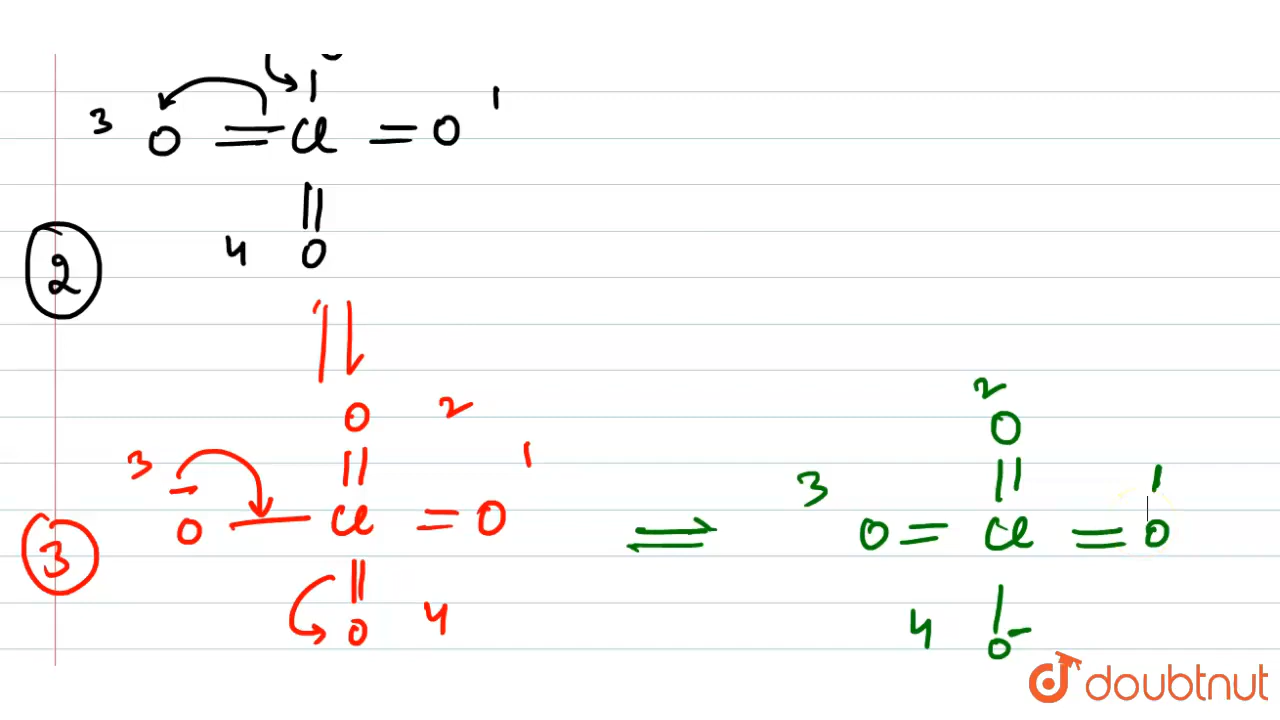 3 O = Cl = O 1
||
4 O
2
O 2
||
3 O - Cl = O 1
||
O 4
3
2
O
||
3 O = Cl = O 1
|
4 O-
doubtnut